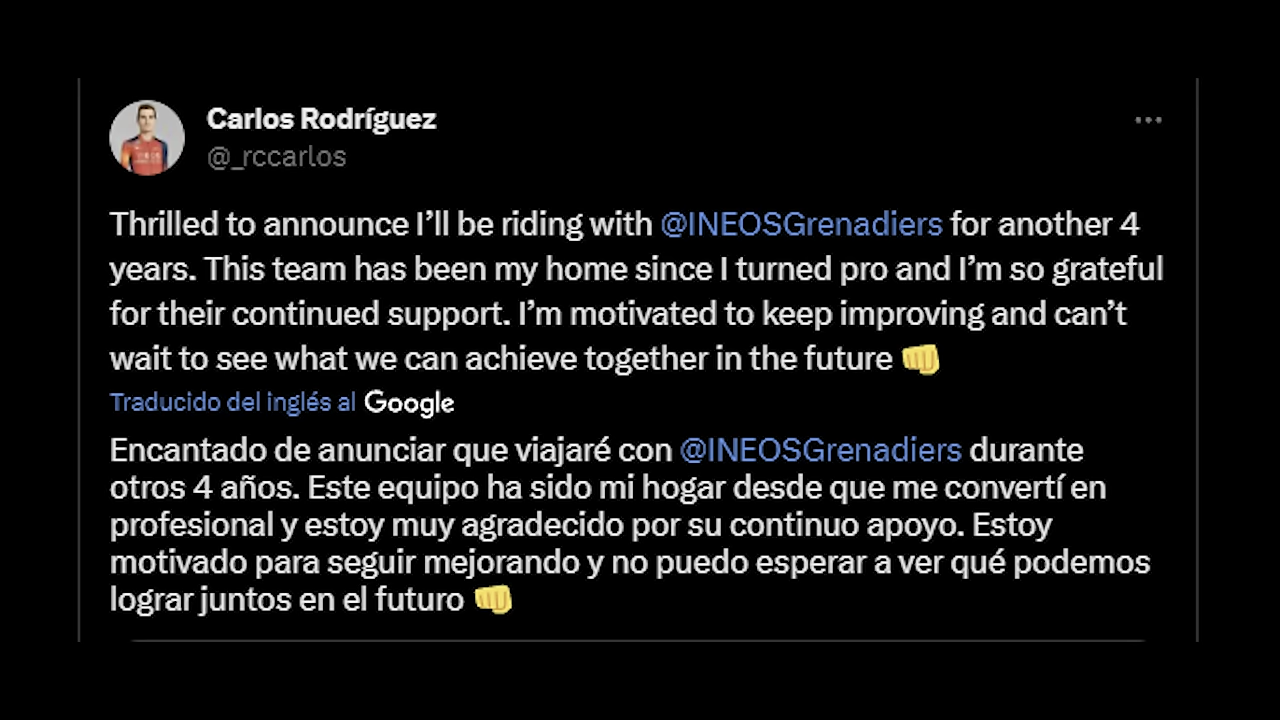 Carlos Rodríguez
@_rccarlos
Thrilled to announce I’ll be riding with @INEOSGrenadiers for another 4
years. This team has been my home since I turned pro and I’m so grateful
for their continued support. I’m motivated to keep improving and can’t
wait to see what we can achieve together in the future 👊
Traducido del inglés al Google
Encantado de anunciar que viajaré con @INEOSGrenadiers durante
otros 4 años. Este equipo ha sido mi hogar desde que me convertí en
profesional y estoy muy agradecido por su continuo apoyo. Estoy
motivado para seguir mejorando y no puedo esperar a ver qué podemos
lograr juntos en el futuro 👊